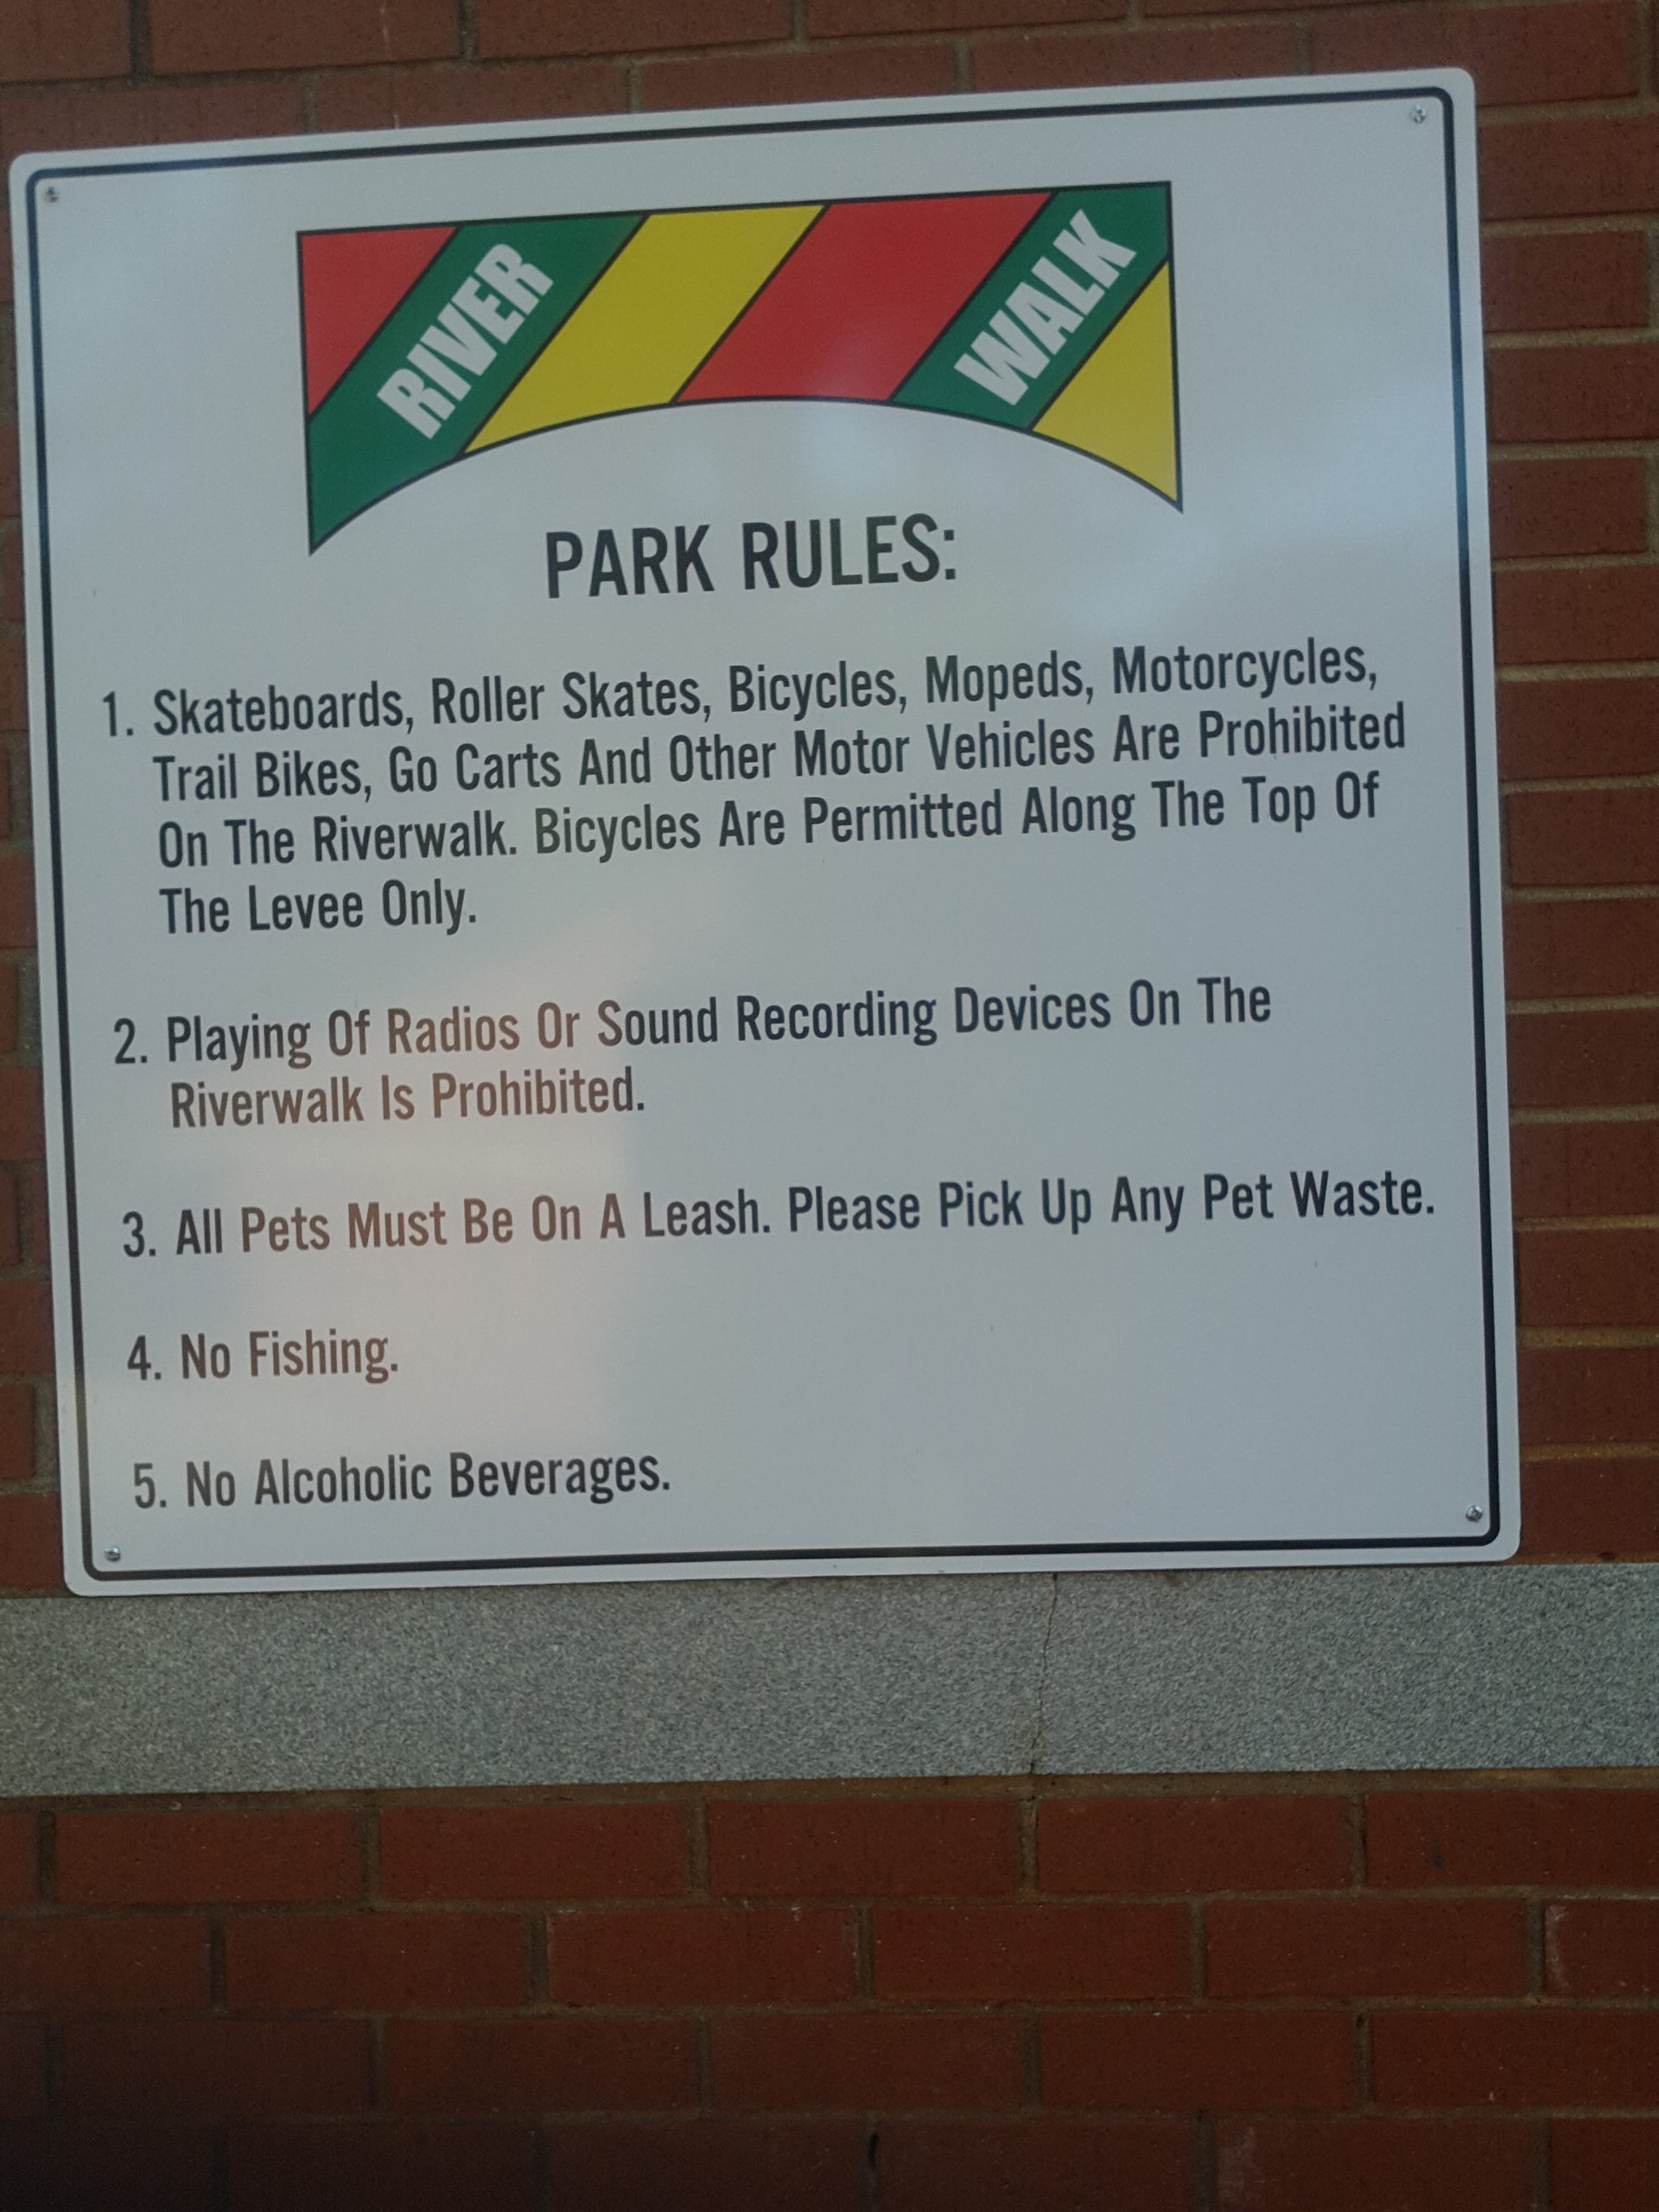 RIVER WALK
PARK RULES:
1. Skateboards, Roller Skates, Bicycles, Mopeds, Motorcycles,
Trail Bikes, Go Carts And Other Motor Vehicles Are Prohibited
On The Riverwalk. Bicycles Are Permitted Along The Top Of
The Levee Only.
2. Playing Of Radios Or Sound Recording Devices On The
Riverwalk Is Prohibited.
3. All Pets Must Be On A Leash. Please Pick Up Any Pet Waste.
4. No Fishing.
5. No Alcoholic Beverages.